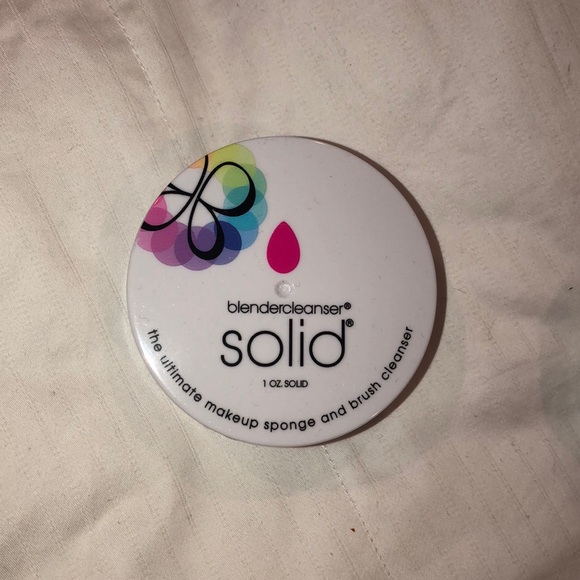 blendercleanser®
solid®
1 OZ. SOLID
the ultimate makeup sponge and brush cleanser